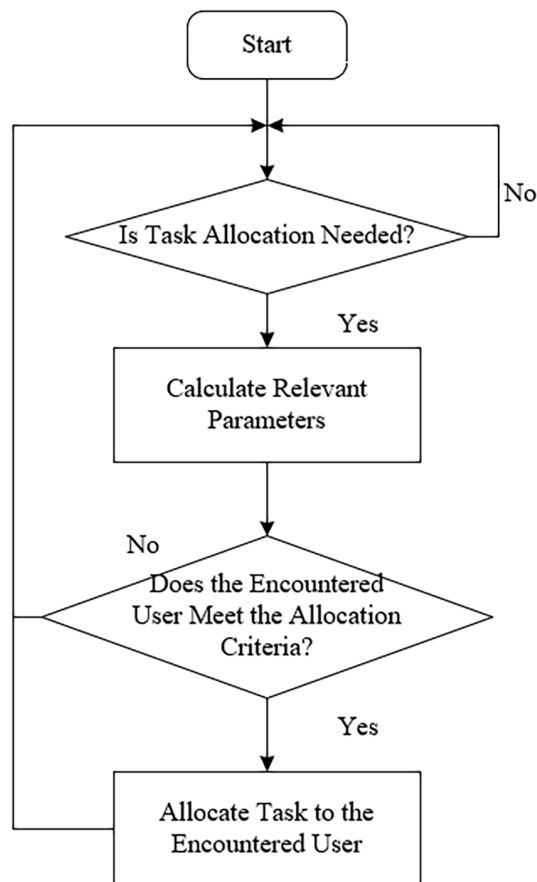 Start
No
Is Task Allocation Needed?
Yes
Calculate Relevant
Parameters
No
Does the Encountered
User Meet the Allocation
Criteria?
Yes
Allocate Task to the
Encountered User